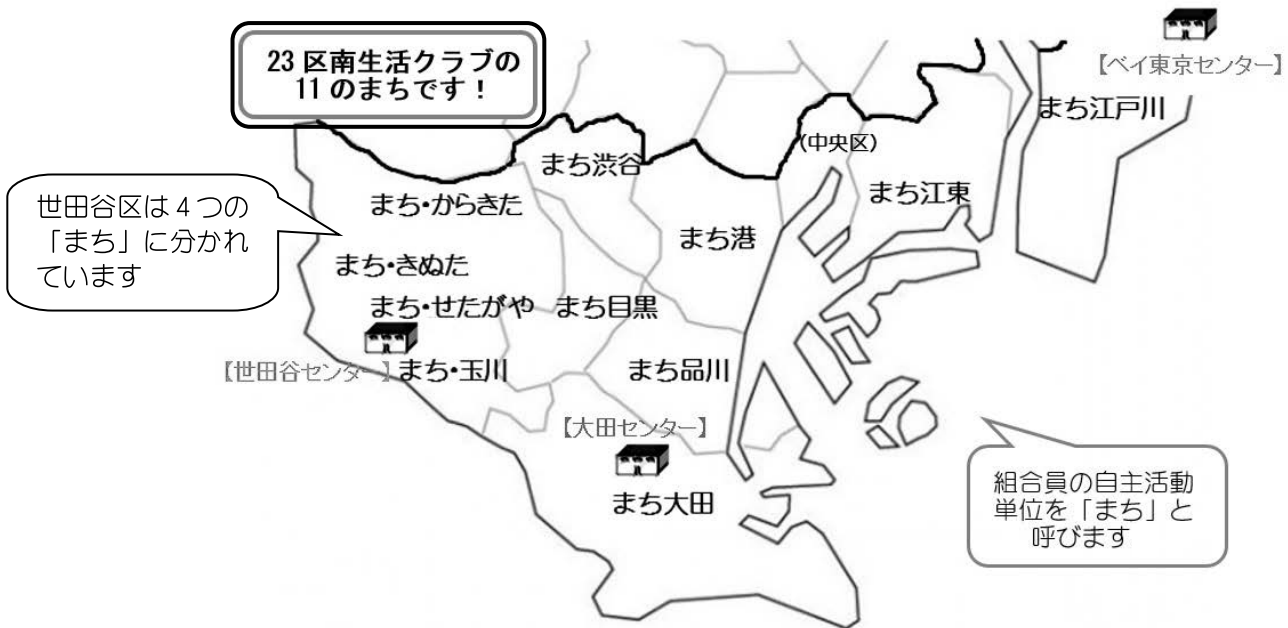 23区南生活クラブの
11のまちです！
【ベイ東京センター】
まち江戸川
(中央区)
まち渋谷
まち江東
世田谷区は4つの
「まち」に分かれ
ています
まち・からきた
まち港
まち・きぬた
まち・せたがや
まち目黒
【世田谷センター】
まち・玉川
まち品川
【大田センター】
まち大田
組合員の自主活動
単位を「まち」と
呼びます